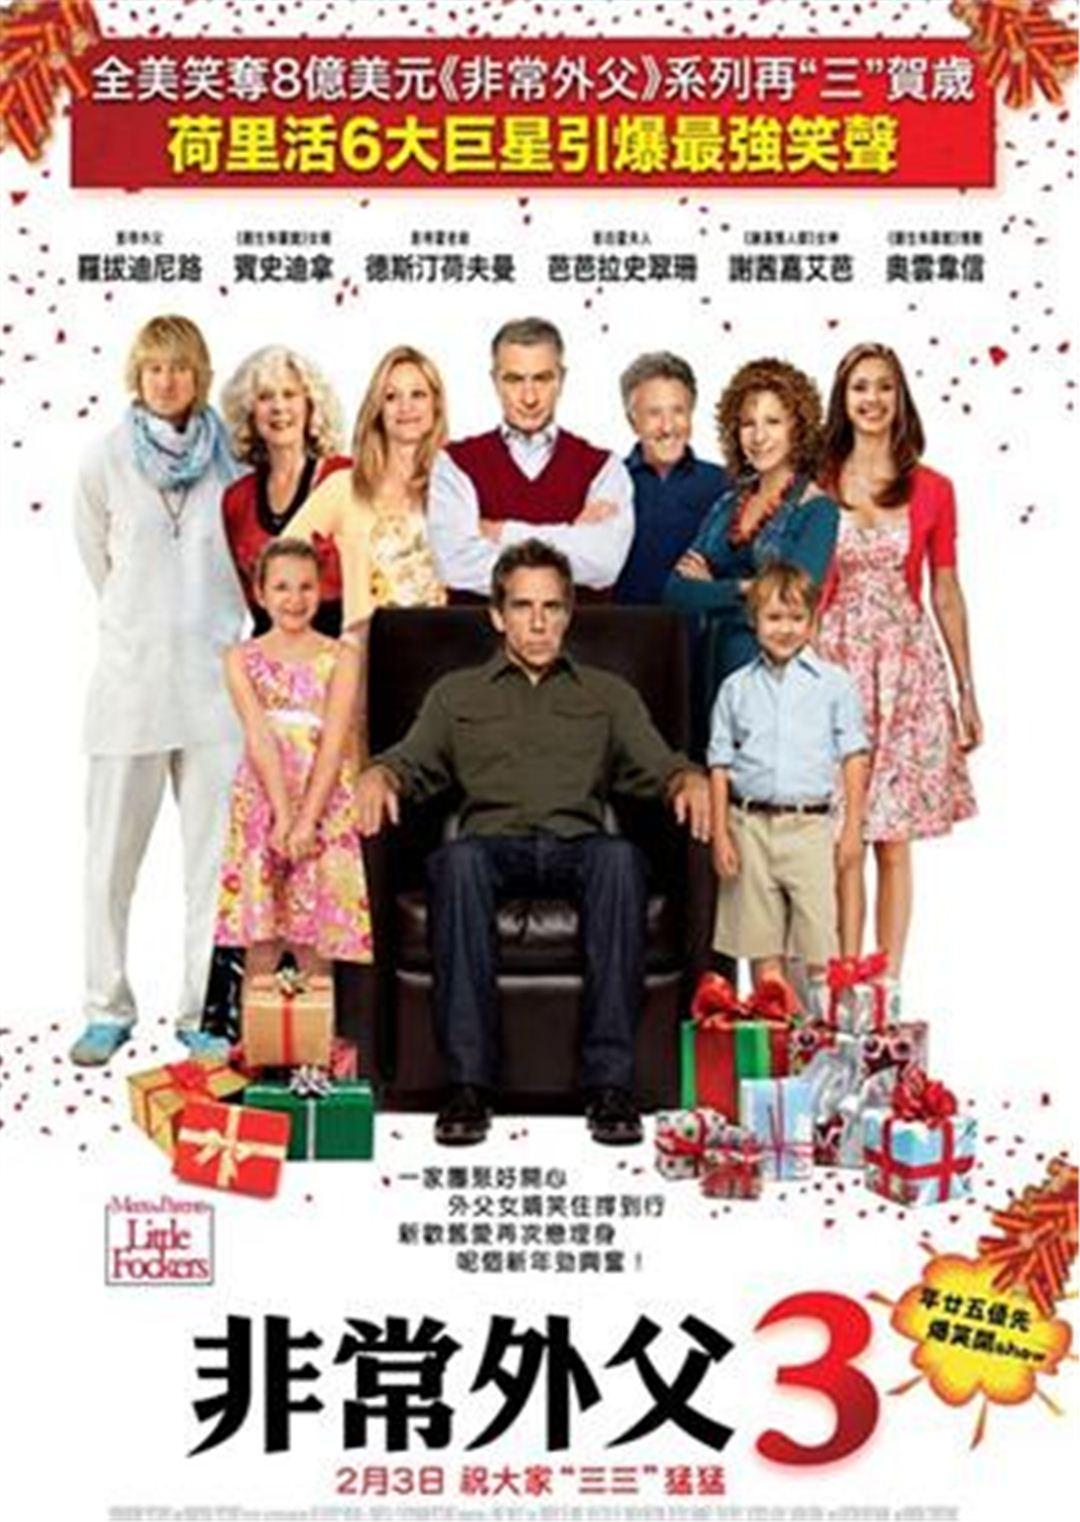 全美笑奪8億美元《非常外父》系列再“三”賀歲
荷里活6大巨星引爆最強笑聲
羅拔迪尼路 賓史迪拿 德斯汀荷夫曼 芭芭拉史翠珊 謝茜嘉艾芭 奧雲韋信
一家團聚好開心
外父女婿笑住撐到行
新歡舊愛再次戀埋身
呢個新年勁興奮！
Meet the Parents
Little
Fockers
年廿五優先
爆笑開show
非常外父3
2月3日 祝大家“三三”猛猛